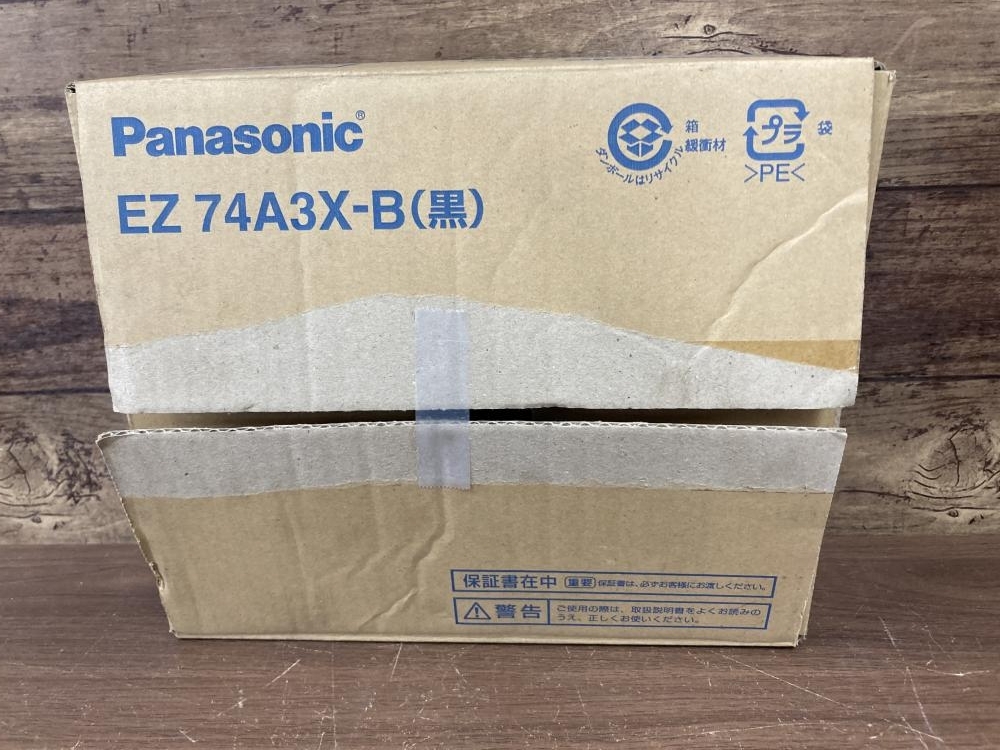 Panasonic®
EZ 74A3X-B(黒)
ダンボールはリサイクル
箱
緩衝材
プラ
袋
>PE<
保証書在中 重要 保証書は、必ずお客様にお渡しください。
警告 ご使用の際は、取扱説明書をよくお読みの
うえ、正しくお使いください。